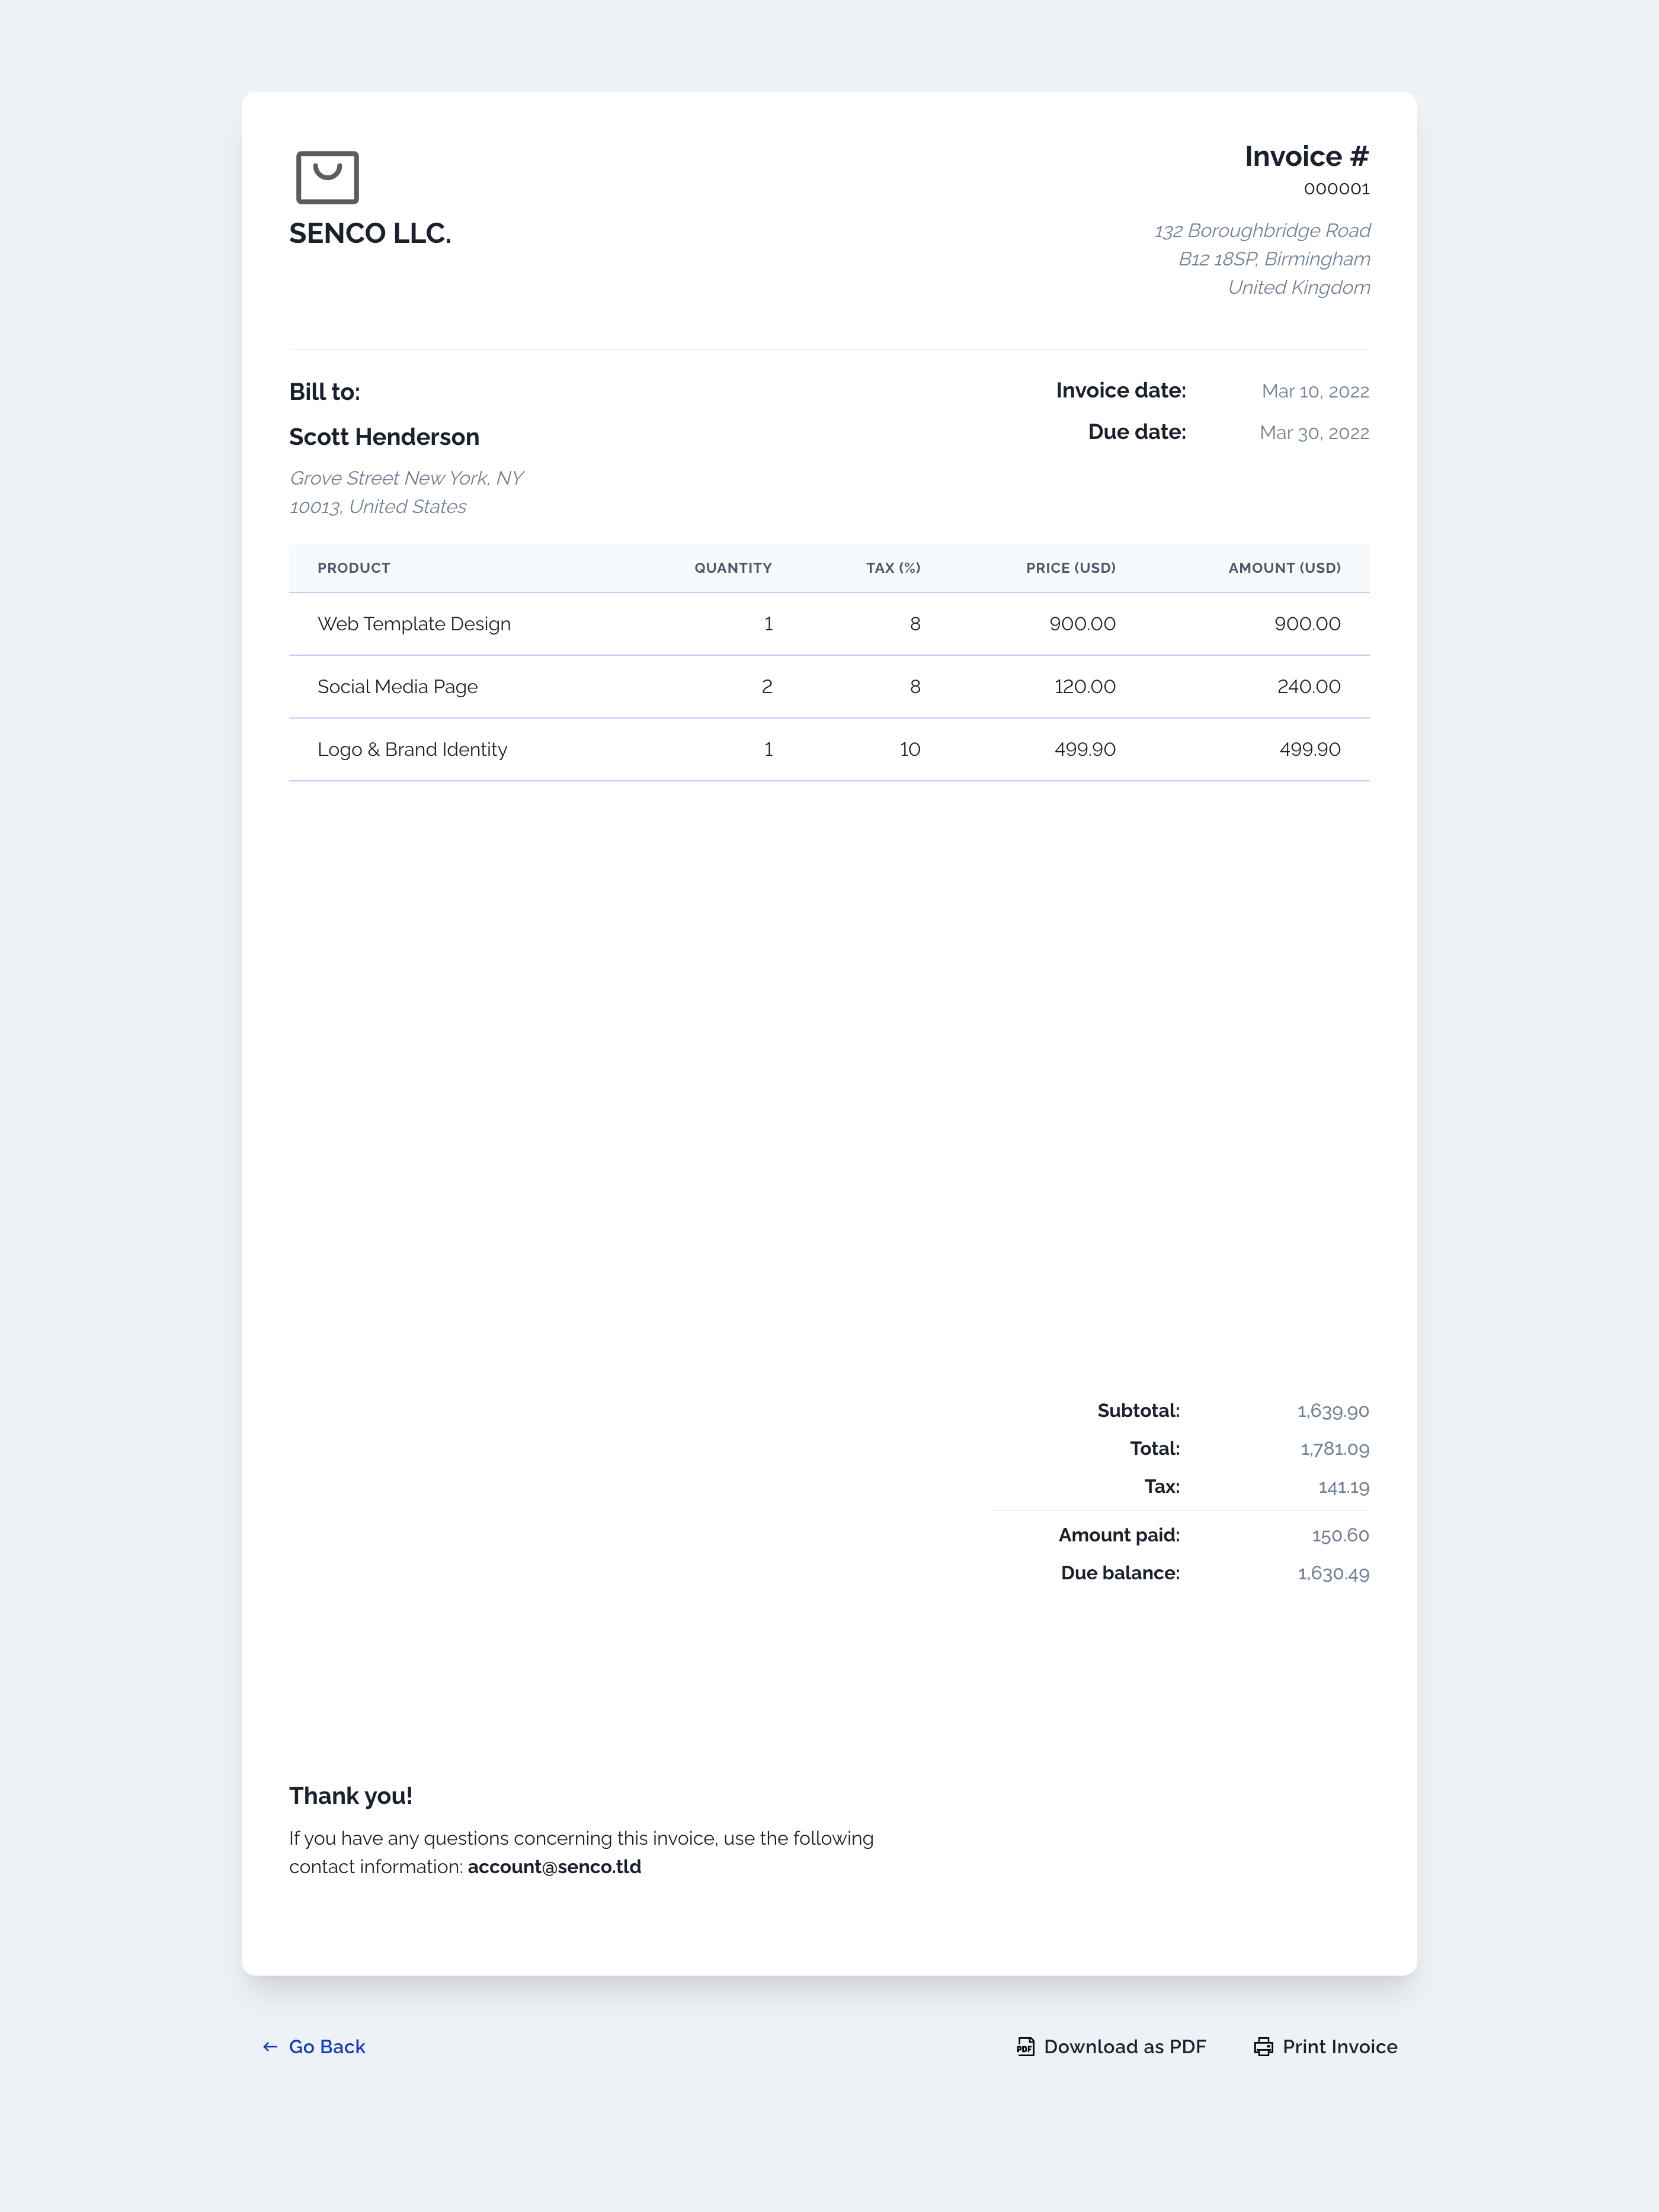 SENCO LLC.
Invoice #
000001
132 Boroughbridge Road
B12 18SP, Birmingham
United Kingdom
Bill to:
Scott Henderson
Grove Street New York, NY
10013, United States
Invoice date: Mar 10, 2022
Due date: Mar 30, 2022
PRODUCT QUANTITY TAX (%) PRICE (USD) AMOUNT (USD)
Web Template Design 1 8 900.00 900.00
Social Media Page 2 8 120.00 240.00
Logo & Brand Identity 1 10 499.90 499.90
Subtotal: 1,639.90
Total: 1,781.09
Tax: 141.19
Amount paid: 150.60
Due balance: 1,630.49
Thank you!
If you have any questions concerning this invoice, use the following
contact information: account@senco.tld
← Go Back
PDF Download as PDF
Print Invoice